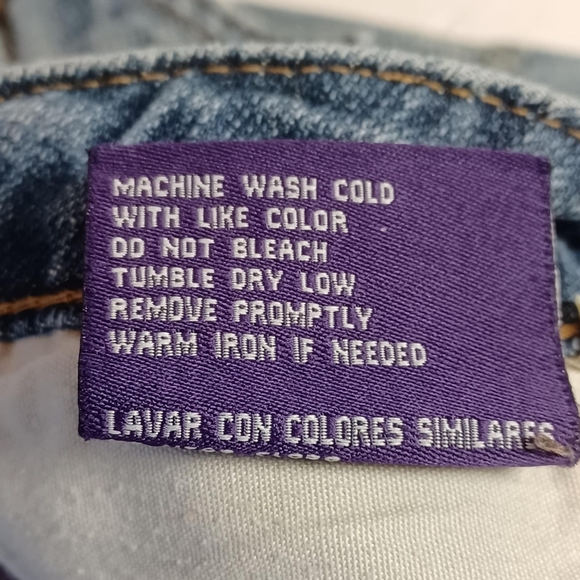 MACHINE WASH COLD
WITH LIKE COLOR
DO NOT BLEACH
TUMBLE DRY LOW
REMOVE PROMPTLY
WARM IRON IF NEEDED
LAVAR CON COLORES SIMILARES